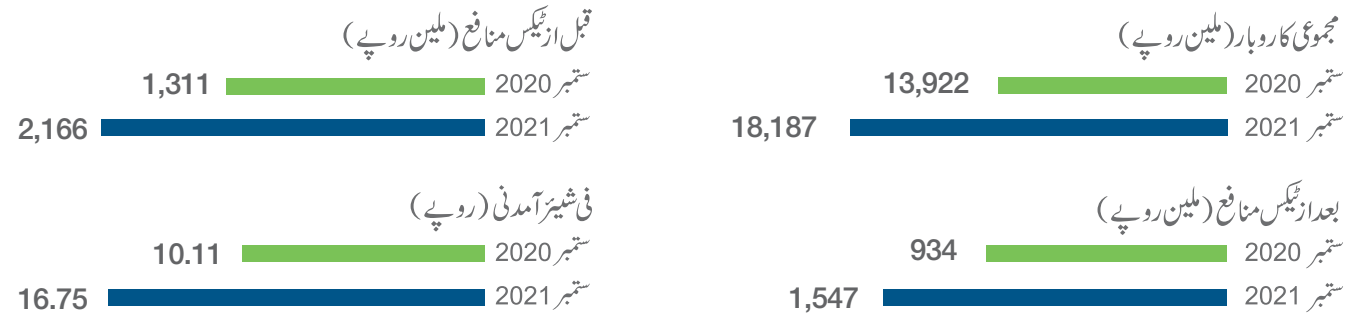 مجموعی کاروبار (ملین روپے)
ستمبر 2020 13,922
ستمبر 2021 18,187
قبل از ٹیکس منافع (ملین روپے)
ستمبر 2020 1,311
ستمبر 2021 2,166
بعد از ٹیکس منافع (ملین روپے)
ستمبر 2020 934
ستمبر 2021 1,547
فی شیئر آمدنی (روپے)
ستمبر 2020 10.11
ستمبر 2021 16.75